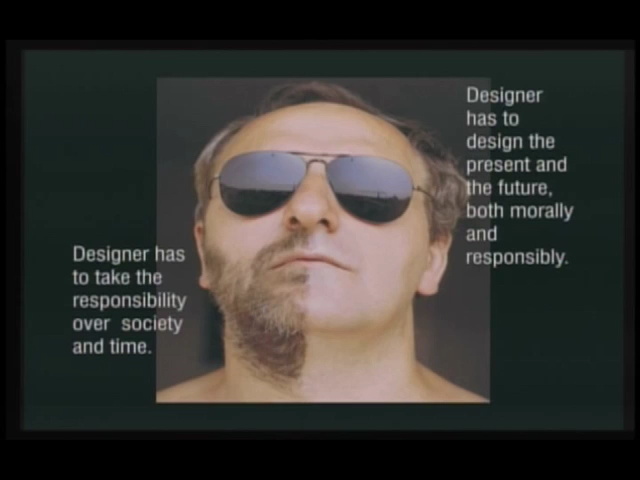 Designer
has to
design the
present and
the future,
both morally
and
responsibly.
Designer has
to take the
responsibility
over society
and time.